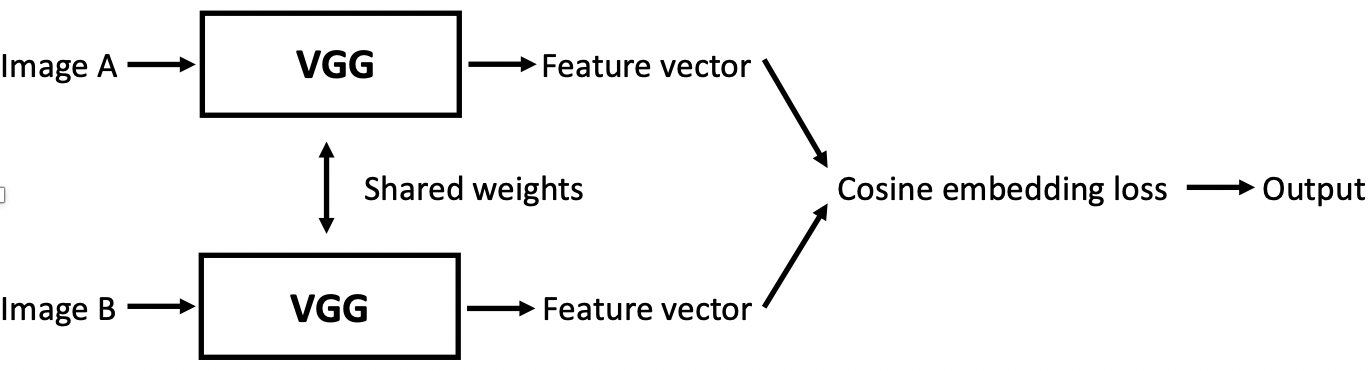 Image A
VGG
Feature vector
Shared weights
Cosine embedding loss
Output
Image B
VGG
Feature vector